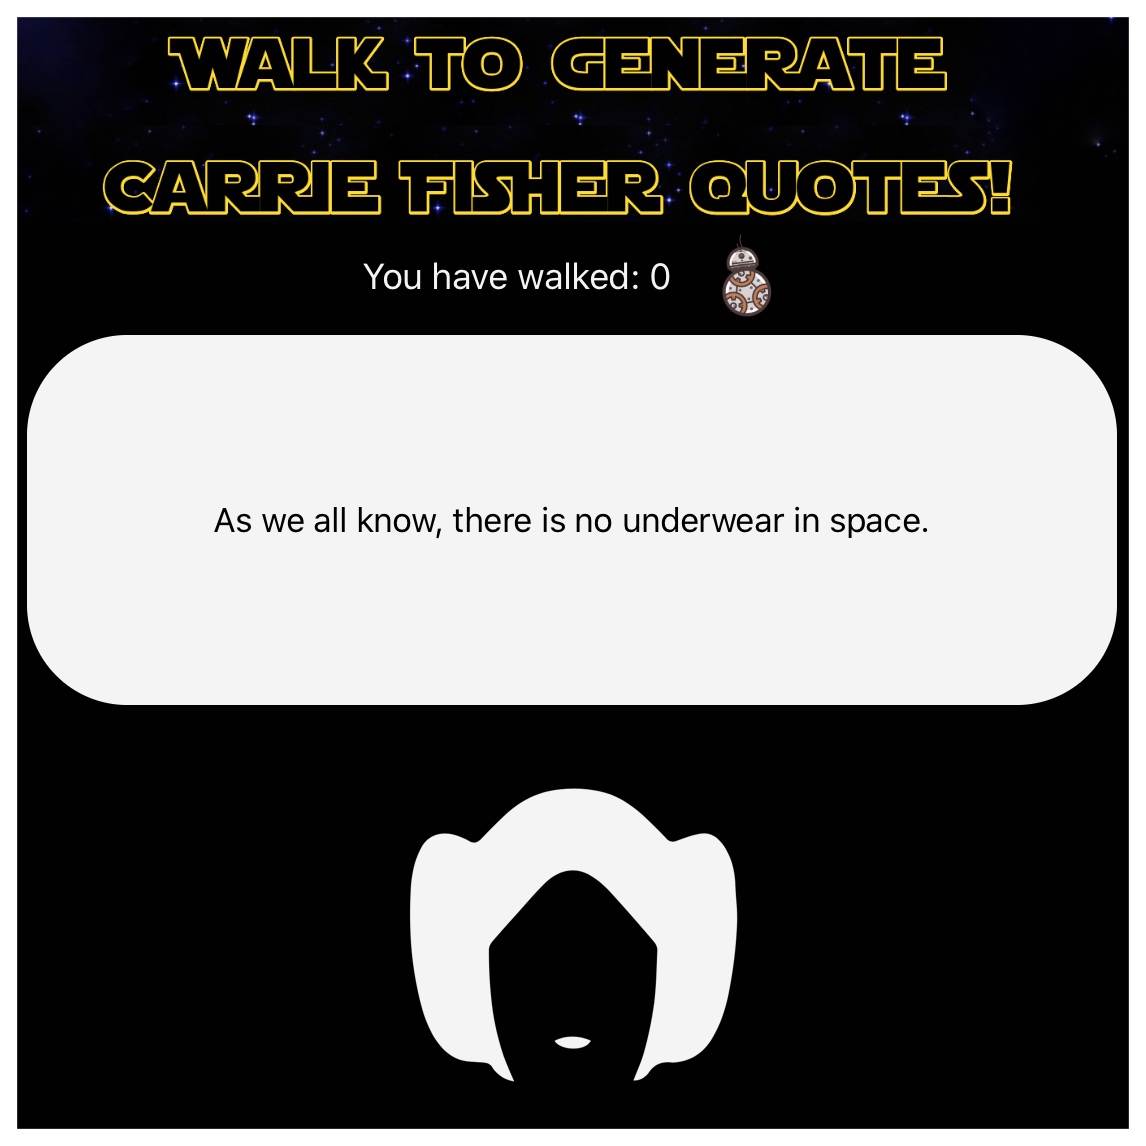 WALK TO GENERATE
CARRIE FISHER QUOTES!
You have walked: 0
As we all know, there is no underwear in space.